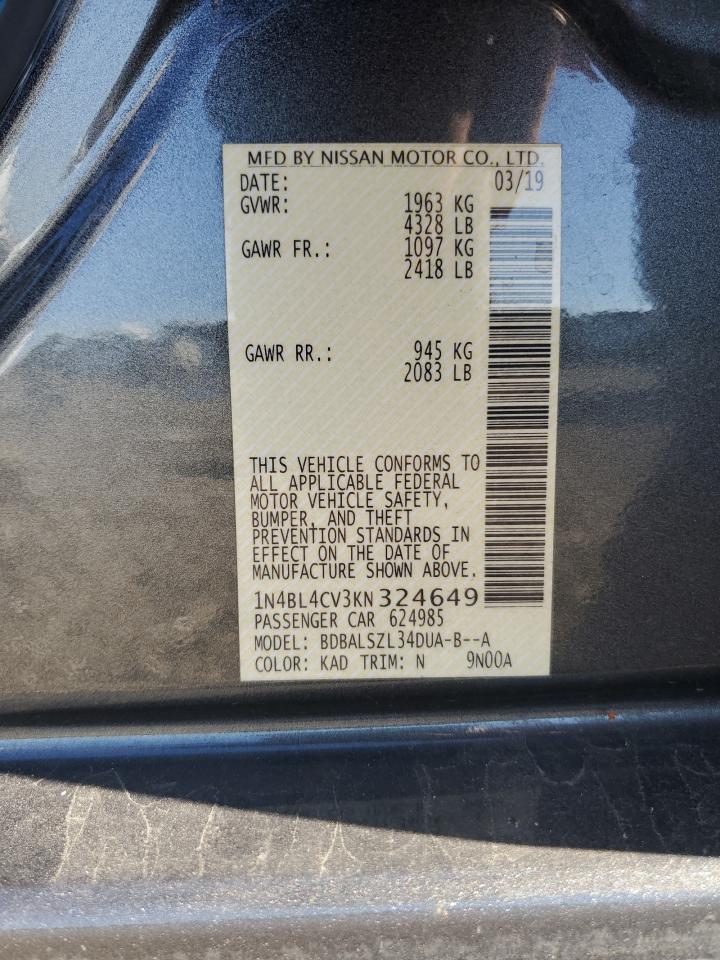 MFD BY NISSAN MOTOR CO., LTD.
DATE: 03/19
GVWR: 1963 KG
4328 LB
GAWR FR.: 1097 KG
2418 LB
GAWR RR.: 945 KG
2083 LB
THIS VEHICLE CONFORMS TO
ALL APPLICABLE FEDERAL
MOTOR VEHICLE SAFETY,
BUMPER, AND THEFT
PREVENTION STANDARDS IN
EFFECT ON THE DATE OF
MANUFACTURE SHOWN ABOVE.
1N4BL4CV3KN324649
PASSENGER CAR 624985
MODEL: BDBALSZL34DUA-B--A
COLOR: KAD TRIM: N 9N00A